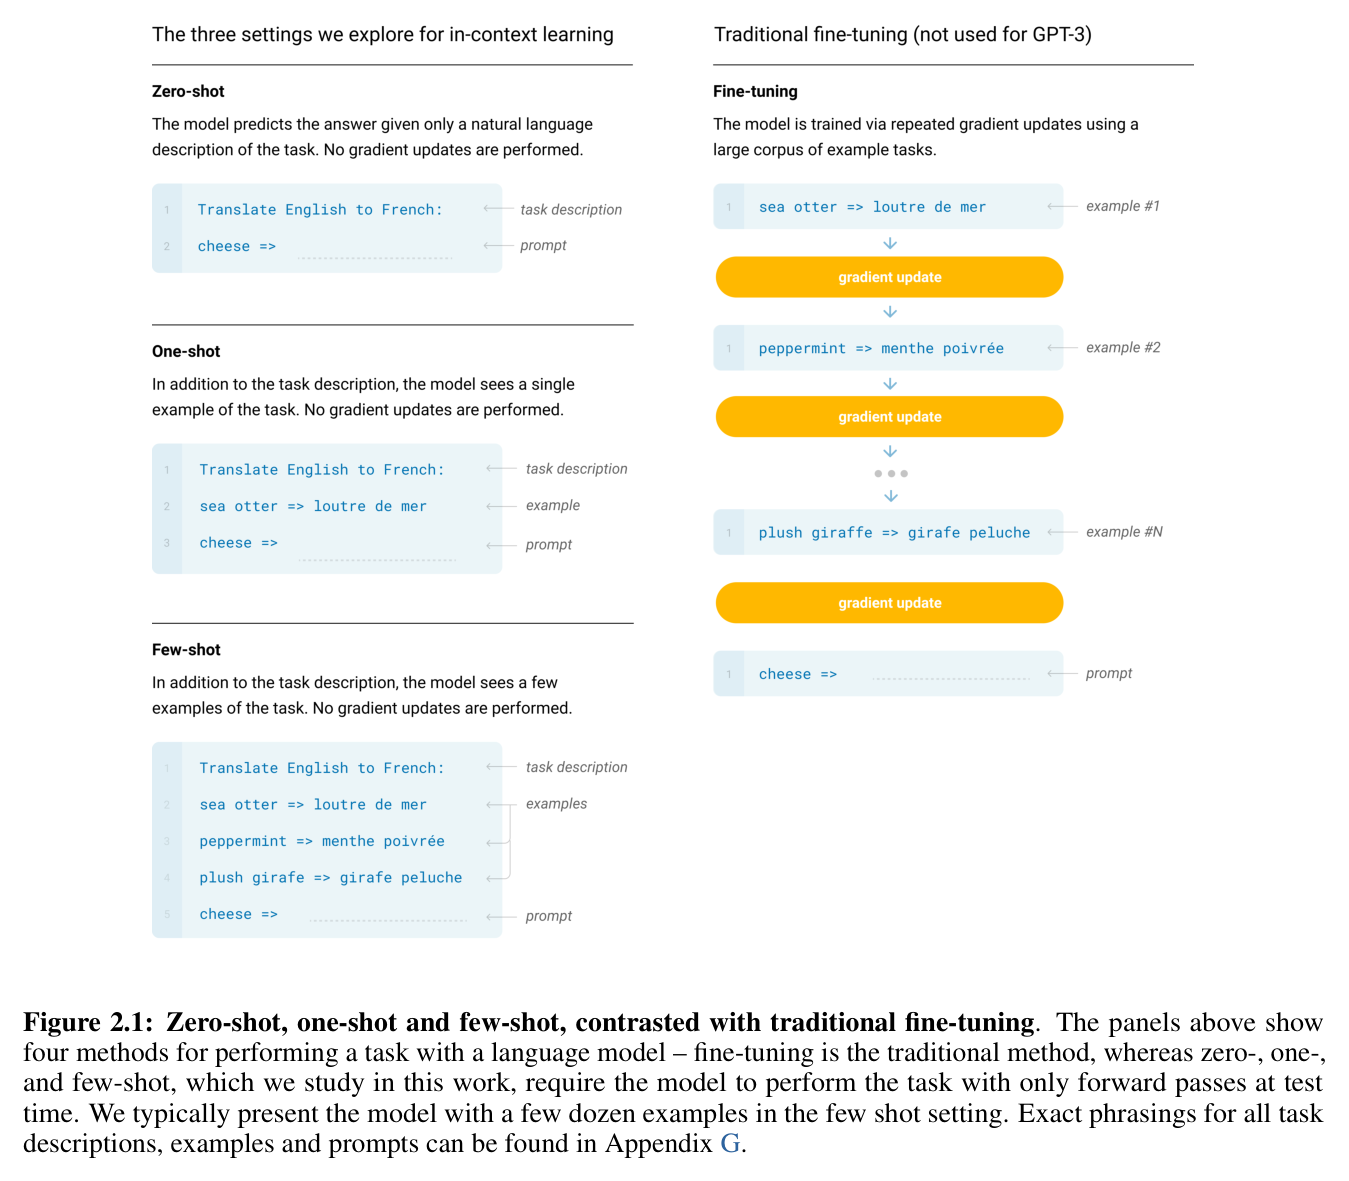 The three settings we explore for in-context learning
Zero-shot
The model predicts the answer given only a natural language
description of the task. No gradient updates are performed.
1 Translate English to French: task description
2 cheese => prompt
One-shot
In addition to the task description, the model sees a single
example of the task. No gradient updates are performed.
1 Translate English to French: task description
2 sea otter => loutre de mer example
3 cheese => prompt
Few-shot
In addition to the task description, the model sees a few
examples of the task. No gradient updates are performed.
1 Translate English to French: task description
2 sea otter => loutre de mer examples
3 peppermint => menthe poivrée
4 plush girafe => girafe peluche
5 cheese => prompt
Traditional fine-tuning (not used for GPT-3)
Fine-tuning
The model is trained via repeated gradient updates using a
large corpus of example tasks.
1 sea otter => loutre de mer example #1
gradient update
1 peppermint => menthe poivrée example #2
gradient update
1 plush giraffe => girafe peluche example #N
gradient update
1 cheese => prompt
Figure 2.1: Zero-shot, one-shot and few-shot, contrasted with traditional fine-tuning. The panels above show
four methods for performing a task with a language model – fine-tuning is the traditional method, whereas zero-, one-,
and few-shot, which we study in this work, require the model to perform the task with only forward passes at test
time. We typically present the model with a few dozen examples in the few shot setting. Exact phrasings for all task
descriptions, examples and prompts can be found in Appendix G.